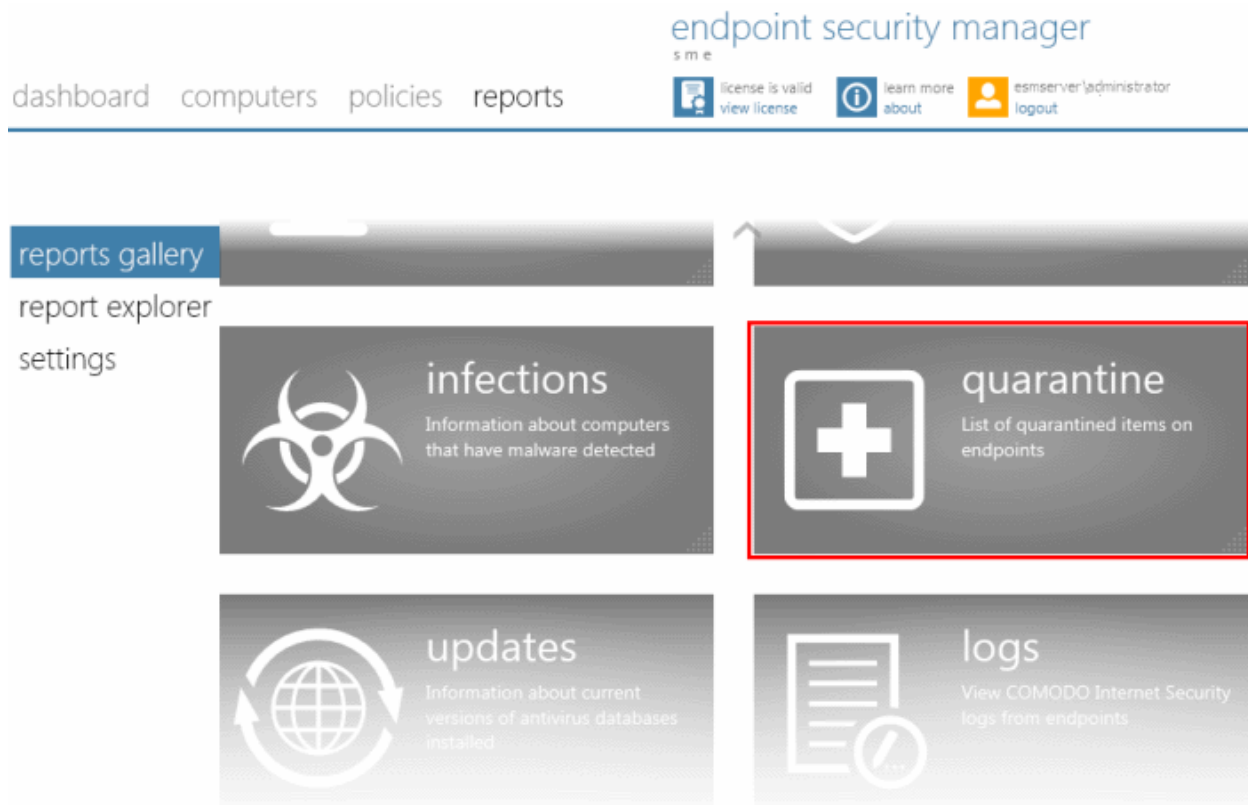 endpoint security manager
sme
dashboard computers policies reports
license is valid
view license
learn more
about
esmserver\administrator
logout
reports gallery
report explorer
settings
infections
Information about computers
that have malware detected
quarantine
List of quarantined items on
endpoints
updates
Information about current
versions of antivirus databases
installed
logs
View COMODO Internet Security
logs from endpoints